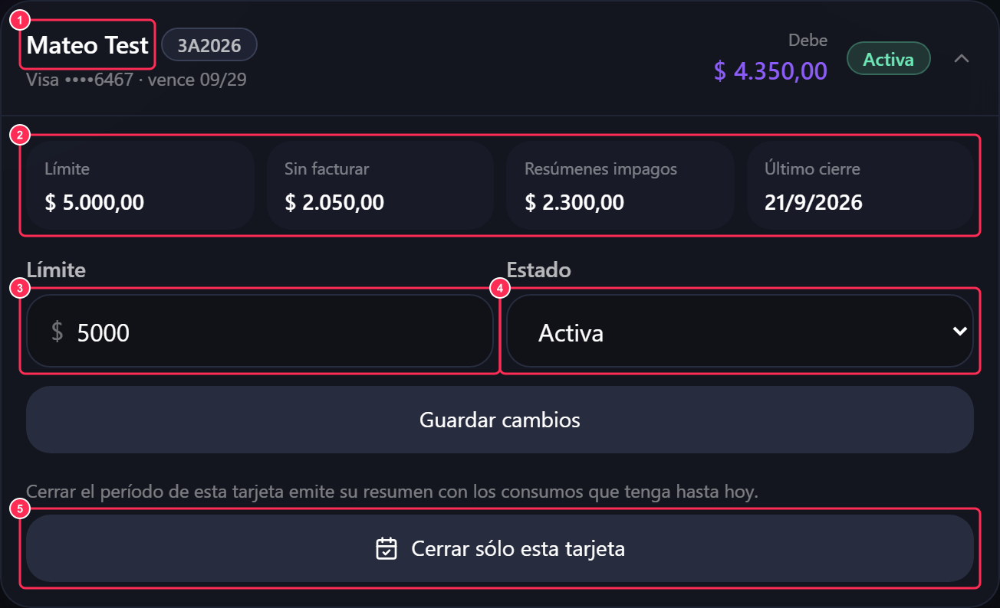 1
Mateo Test
3A2026
Visa ••••6467 · vence 09/29
Debe
$ 4.350,00
Activa
2
Límite
$ 5.000,00
Sin facturar
$ 2.050,00
Resúmenes impagos
$ 2.300,00
Último cierre
21/9/2026
Límite
3
$ 5000
Estado
4
Activa
Guardar cambios
Cerrar el período de esta tarjeta emite su resumen con los consumos que tenga hasta hoy.
5
Cerrar sólo esta tarjeta